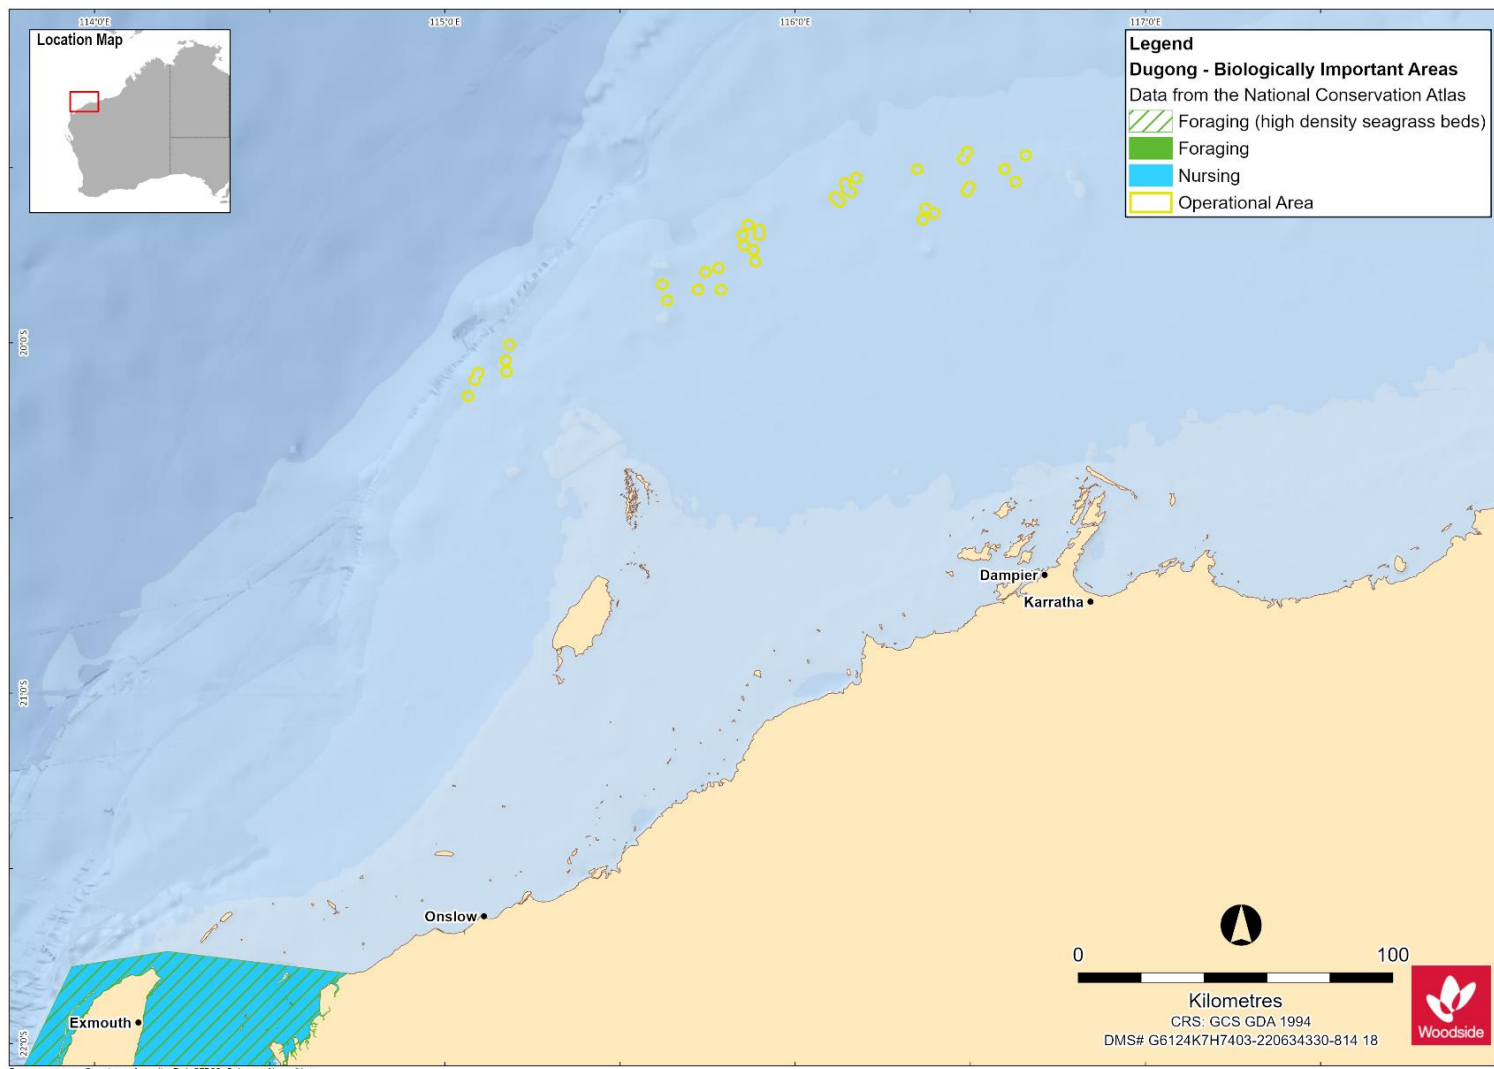 114°0'E
115°0'E
116°0'E
117°0'E
Location Map
Legend
Dugong - Biologically Important Areas
Data from the National Conservation Atlas
Foraging (high density seagrass beds)
Foraging
Nursing
Operational Area
20°0'S
Dampier
Karratha
21°0'S
Onslow
Exmouth
22°0'S
0 100
Kilometres
CRS: GCS GDA 1994
DMS# G6124K7H7403-220634330-814 18
Woodside